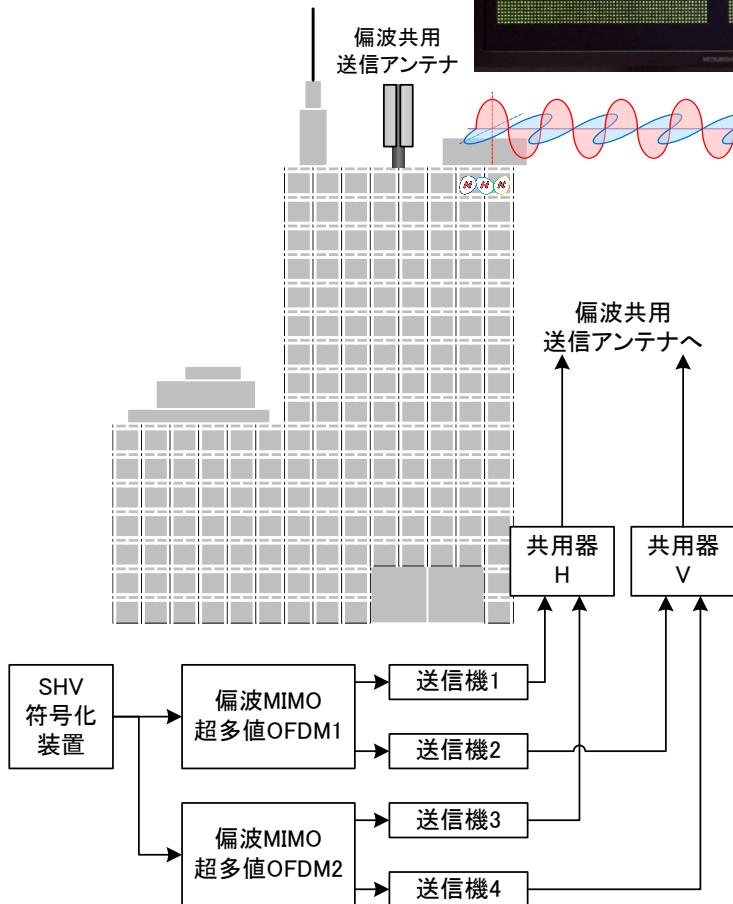 偏波共用
送信アンテナ
偏波共用
送信アンテナへ
共用器
H
共用器
V
SHV
符号化
装置
偏波MIMO
超多値OFDM1
送信機1
送信機2
偏波MIMO
超多値OFDM2
送信機3
送信機4